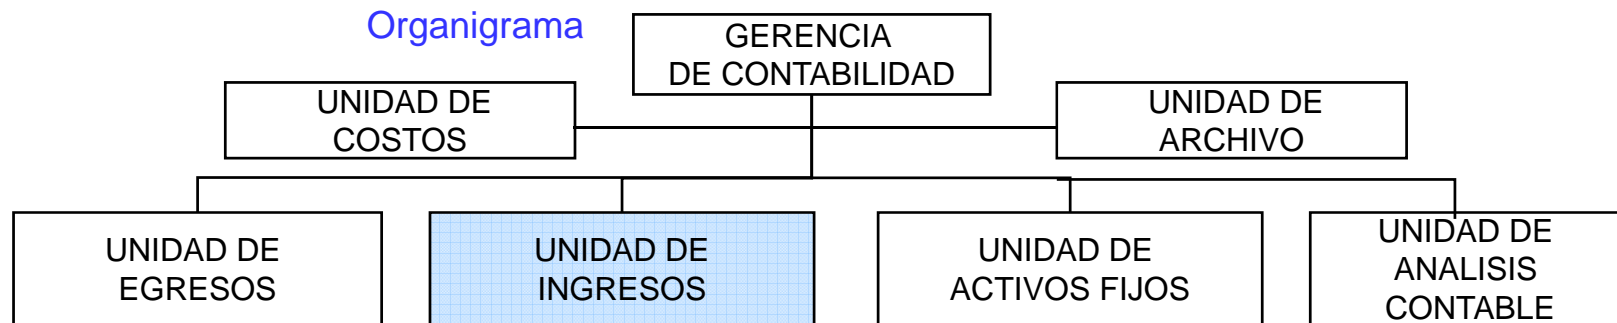 Organigrama
GERENCIA
DE CONTABILIDAD
UNIDAD DE
COSTOS
UNIDAD DE
ARCHIVO
UNIDAD DE
EGRESOS
UNIDAD DE
INGRESOS
UNIDAD DE
ACTIVOS FIJOS
UNIDAD DE
ANALISIS
CONTABLE